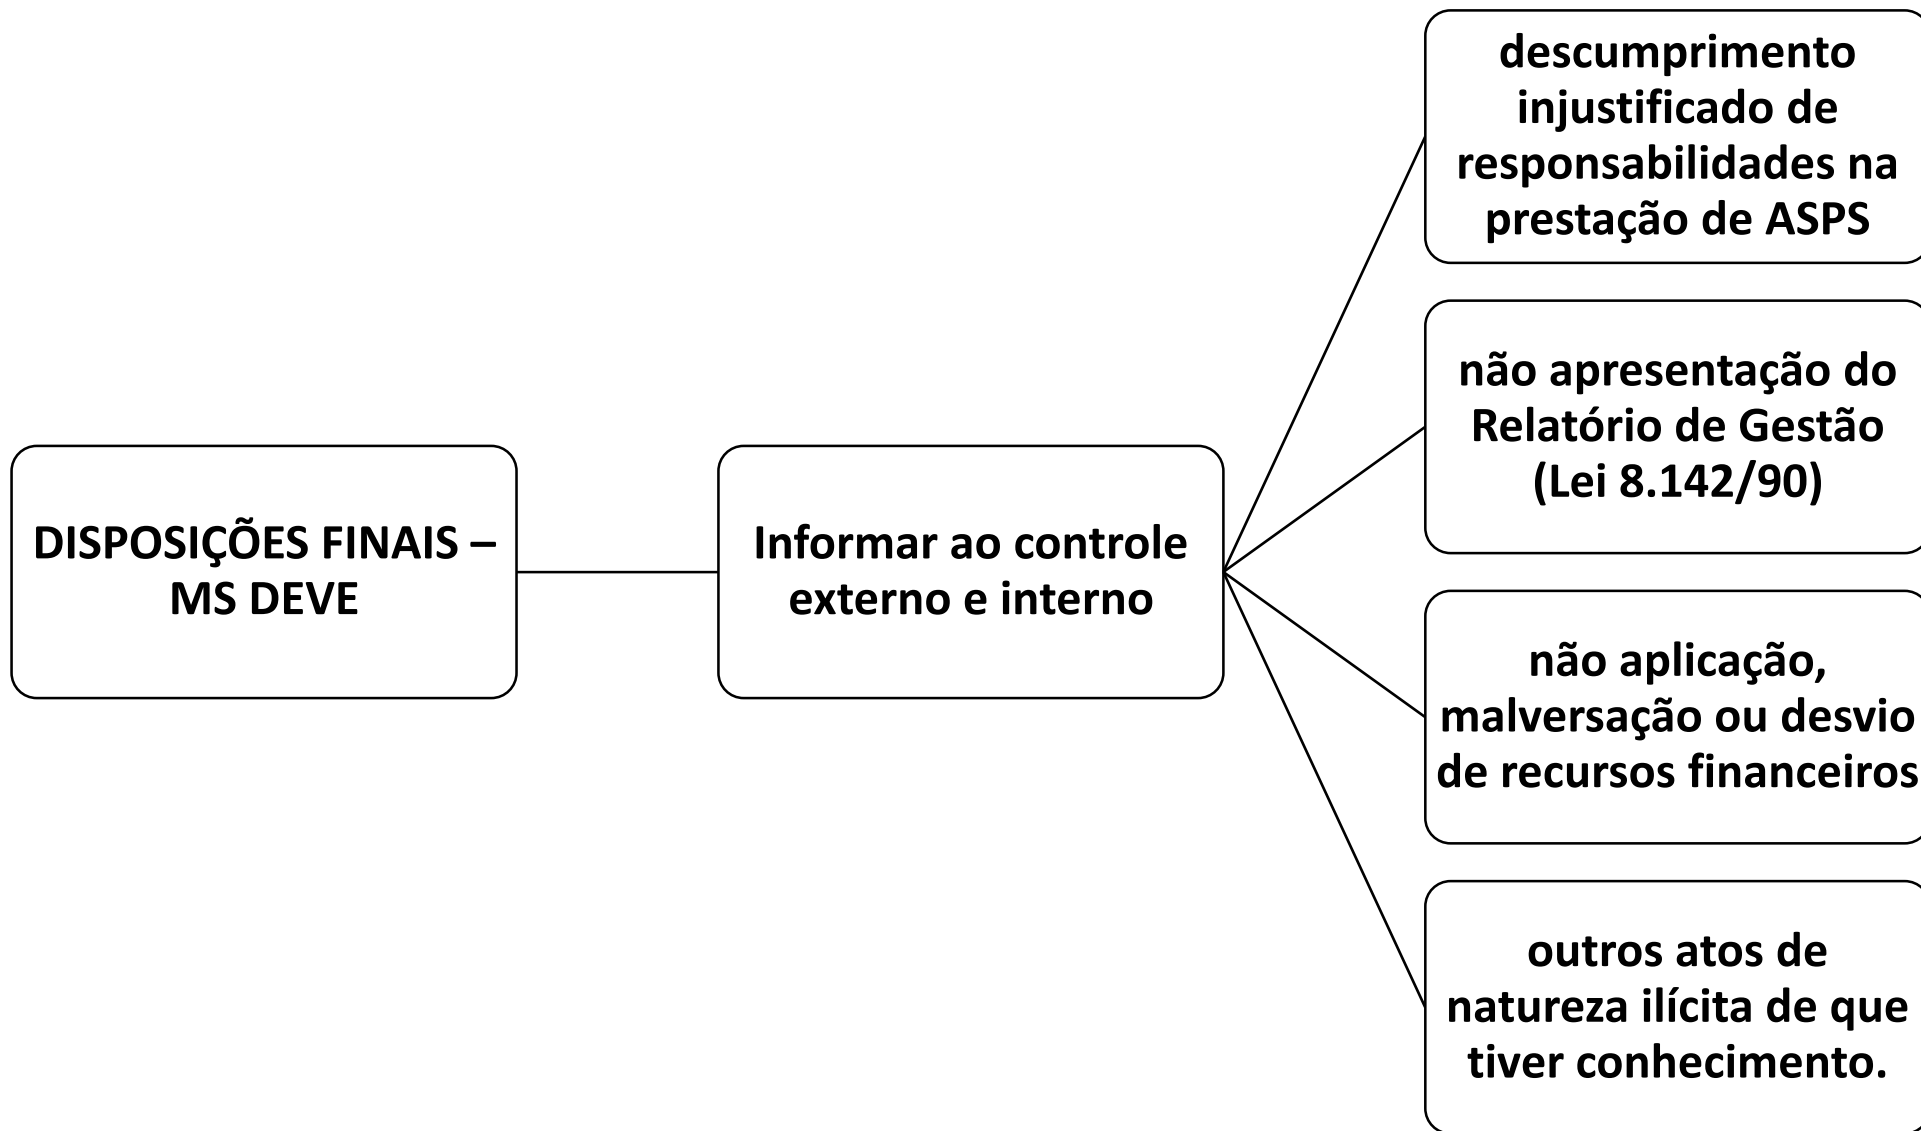 DISPOSIÇÕES FINAIS –
MS DEVE
Informar ao controle
externo e interno
descumprimento
injustificado de
responsabilidades na
prestação de ASPS
não apresentação do
Relatório de Gestão
(Lei 8.142/90)
não aplicação,
malversação ou desvio
de recursos financeiros
outros atos de
natureza ilícita de que
tiver conhecimento.